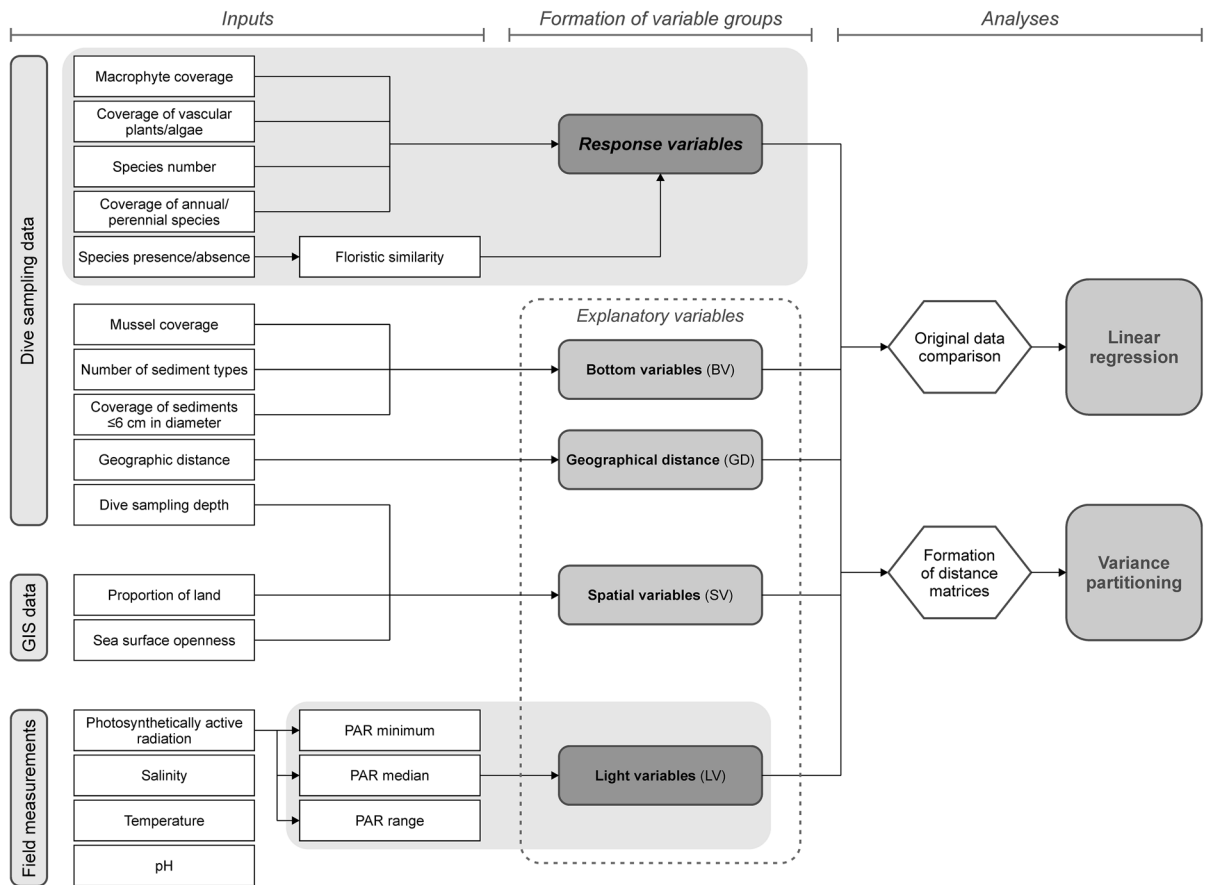 Inputs
Formation of variable groups
Analyses
Dive sampling data
Macrophyte coverage
Coverage of vascular
plants/algae
Species number
Coverage of annual/
perennial species
Species presence/absence
Floristic similarity
Response variables
Mussel coverage
Number of sediment types
Coverage of sediments
≤6 cm in diameter
Geographic distance
Dive sampling depth
Explanatory variables
Bottom variables (BV)
Geographical distance (GD)
Original data
comparison
Linear
regression
GIS data
Proportion of land
Sea surface openness
Spatial variables (SV)
Formation
of distance
matrices
Variance
partitioning
Field measurements
Photosynthetically active
radiation
Salinity
Temperature
pH
PAR minimum
PAR median
PAR range
Light variables (LV)